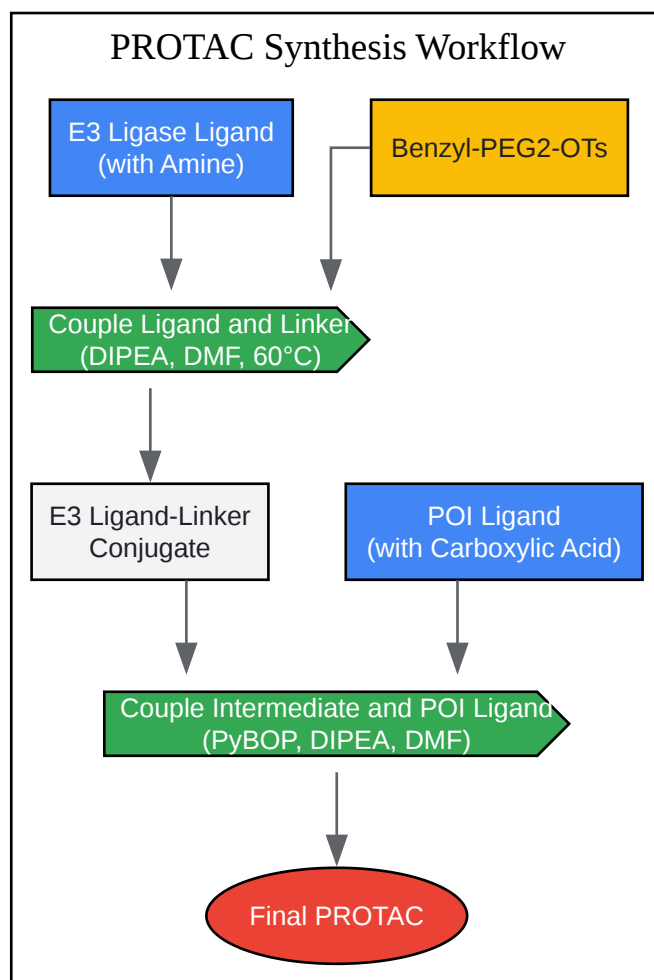 PROTAC Synthesis Workflow
E3 Ligase Ligand
(with Amine)
Benzyl-PEG2-OTs
Couple Ligand and Linker
(DIPEA, DMF, 60°C)
E3 Ligand-Linker
Conjugate
POI Ligand
(with Carboxylic Acid)
Couple Intermediate and POI Ligand
(PyBOP, DIPEA, DMF)
Final PROTAC